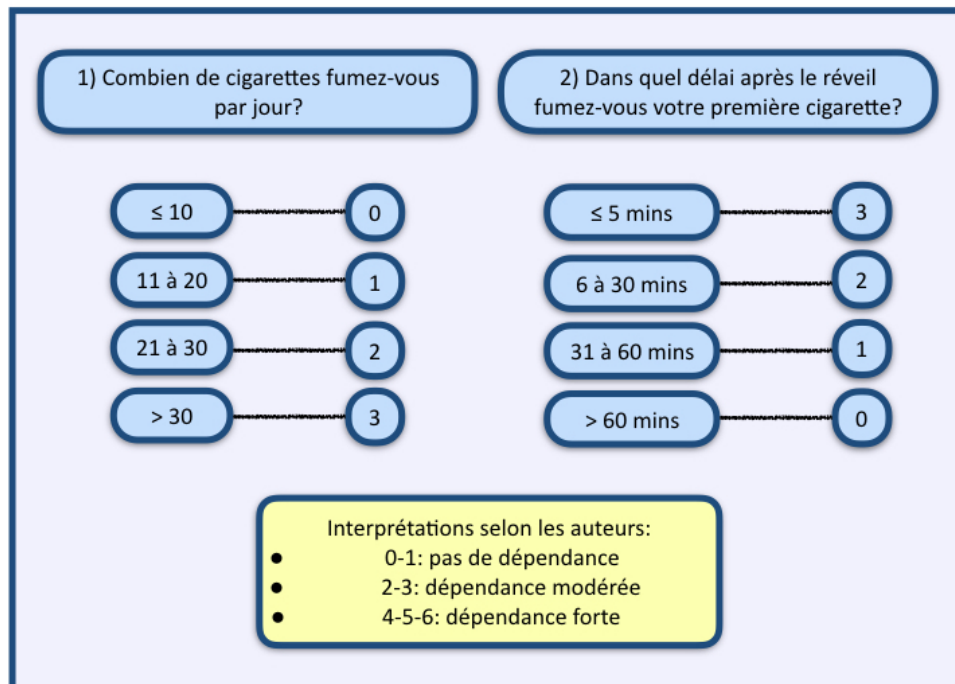 1) Combien de cigarettes fumez-vous
par jour?
2) Dans quel délai après le réveil
fumez-vous votre première cigarette?
≤ 10 0
11 à 20 1
21 à 30 2
> 30 3
≤ 5 mins 3
6 à 30 mins 2
31 à 60 mins 1
> 60 mins 0
Interprétations selon les auteurs:
● 0-1: pas de dépendance
● 2-3: dépendance modérée
● 4-5-6: dépendance forte